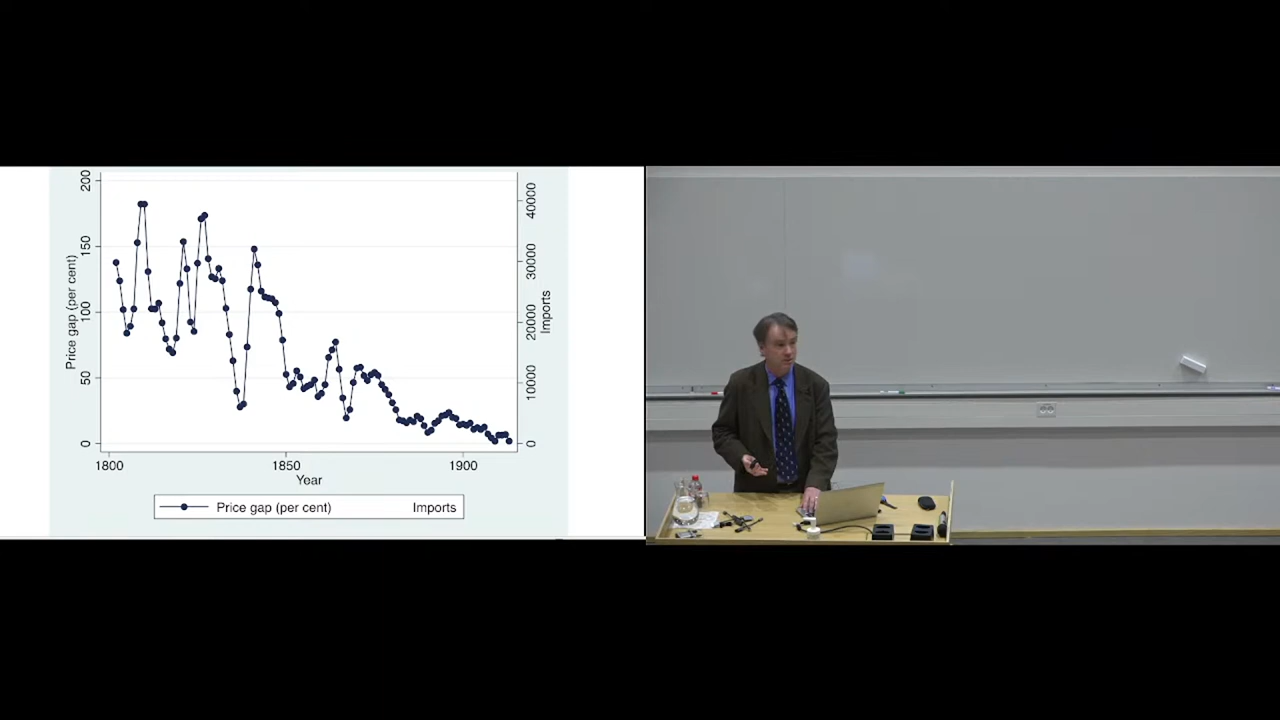 200
150
100
50
0
Price gap (per cent)
40000
30000
20000
10000
0
Imports
1800 1850 1900
Year
Price gap (per cent) Imports